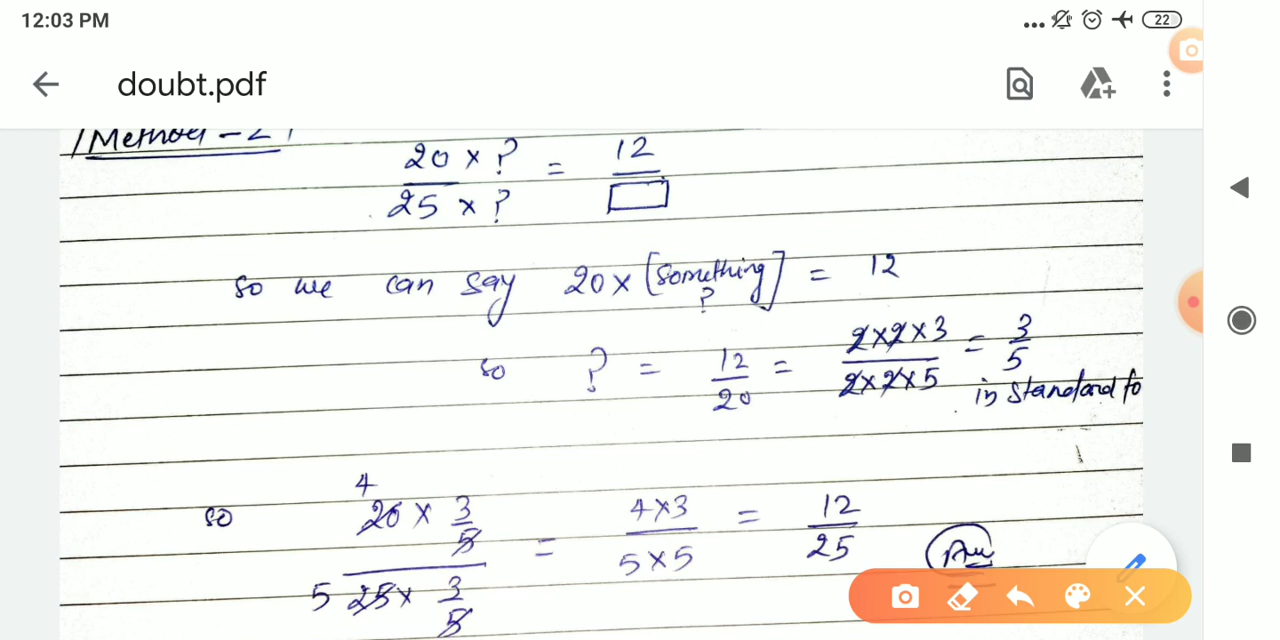 12:03 PM
22
doubt.pdf
Method - 2
20 × ? / 25 × ? = 12 / □
so we can say 20 × [something ?] = 12
so ? = 12/20 = 2×2×3 / 2×2×5 = 3/5
in standard fo
so 4 20 × 3/5 / 5 25 × 3/5 = 4×3 / 5×5 = 12/25 Ans